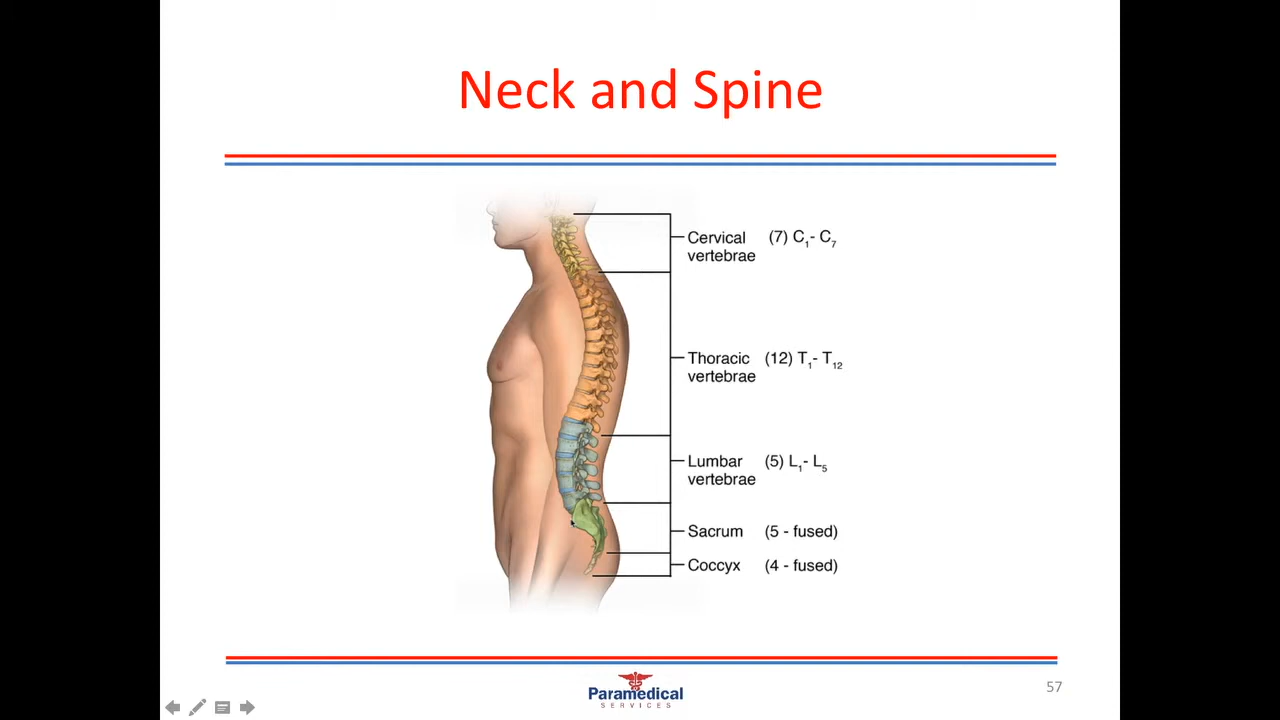 Neck and Spine
Cervical vertebrae (7) C₁- C₇
Thoracic vertebrae (12) T₁- T₁₂
Lumbar vertebrae (5) L₁- L₅
Sacrum (5 - fused)
Coccyx (4 - fused)
Paramedical
SERVICES
57